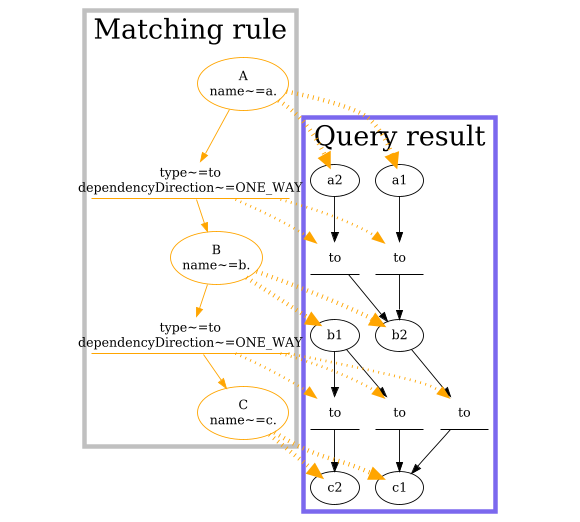 Matching rule
A
name~=a.
type~=to
dependencyDirection~=ONE_WAY
B
name~=b.
type~=to
dependencyDirection~=ONE_WAY
C
name~=c.
Query result
a2
a1
to
to
b1
b2
to
to
to
c2
c1